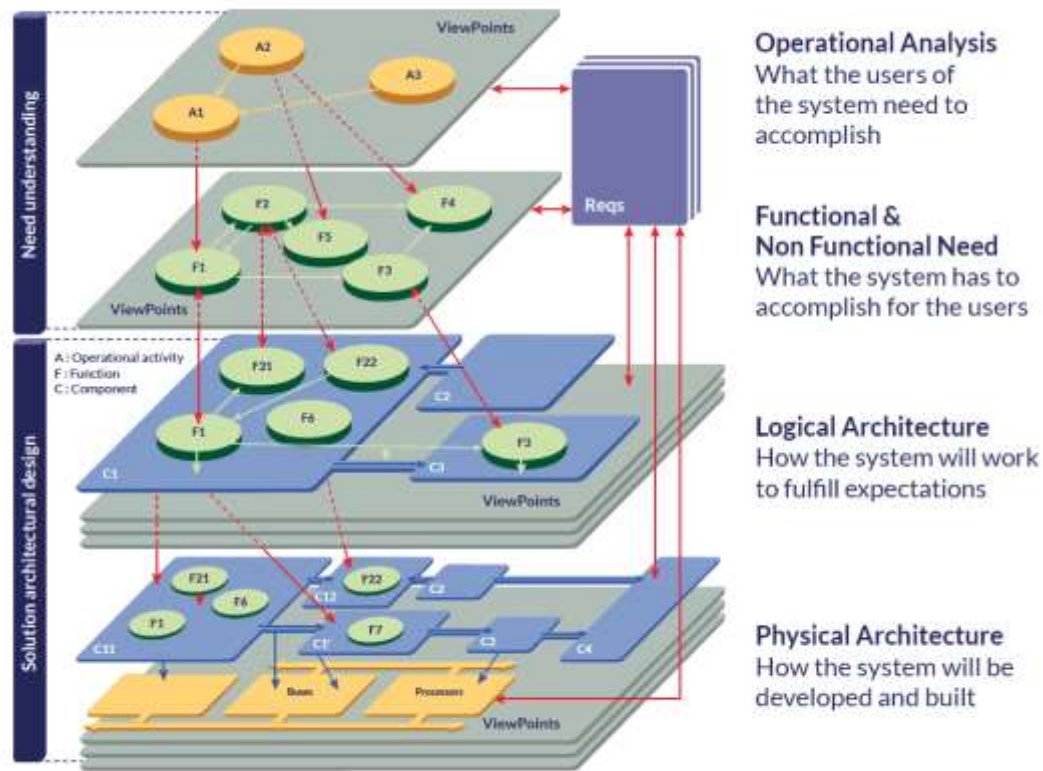 Need understanding
ViewPoints
A2
A3
A1
Reqs
F2
F4
F5
F1
F3
ViewPoints
Operational Analysis
What the users of
the system need to
accomplish
Functional &
Non Functional Need
What the system has to
accomplish for the users
Solution architectural design
A : Operational activity
F : Function
C : Component
F21
F22
C2
F1
F6
F3
C1
C3
ViewPoints
Logical Architecture
How the system will work
to fulfill expectations
F21
F6
F1
C11
F22
C12
C2
F7
C3
C4
Buses
Processors
ViewPoints
Physical Architecture
How the system will be
developed and built